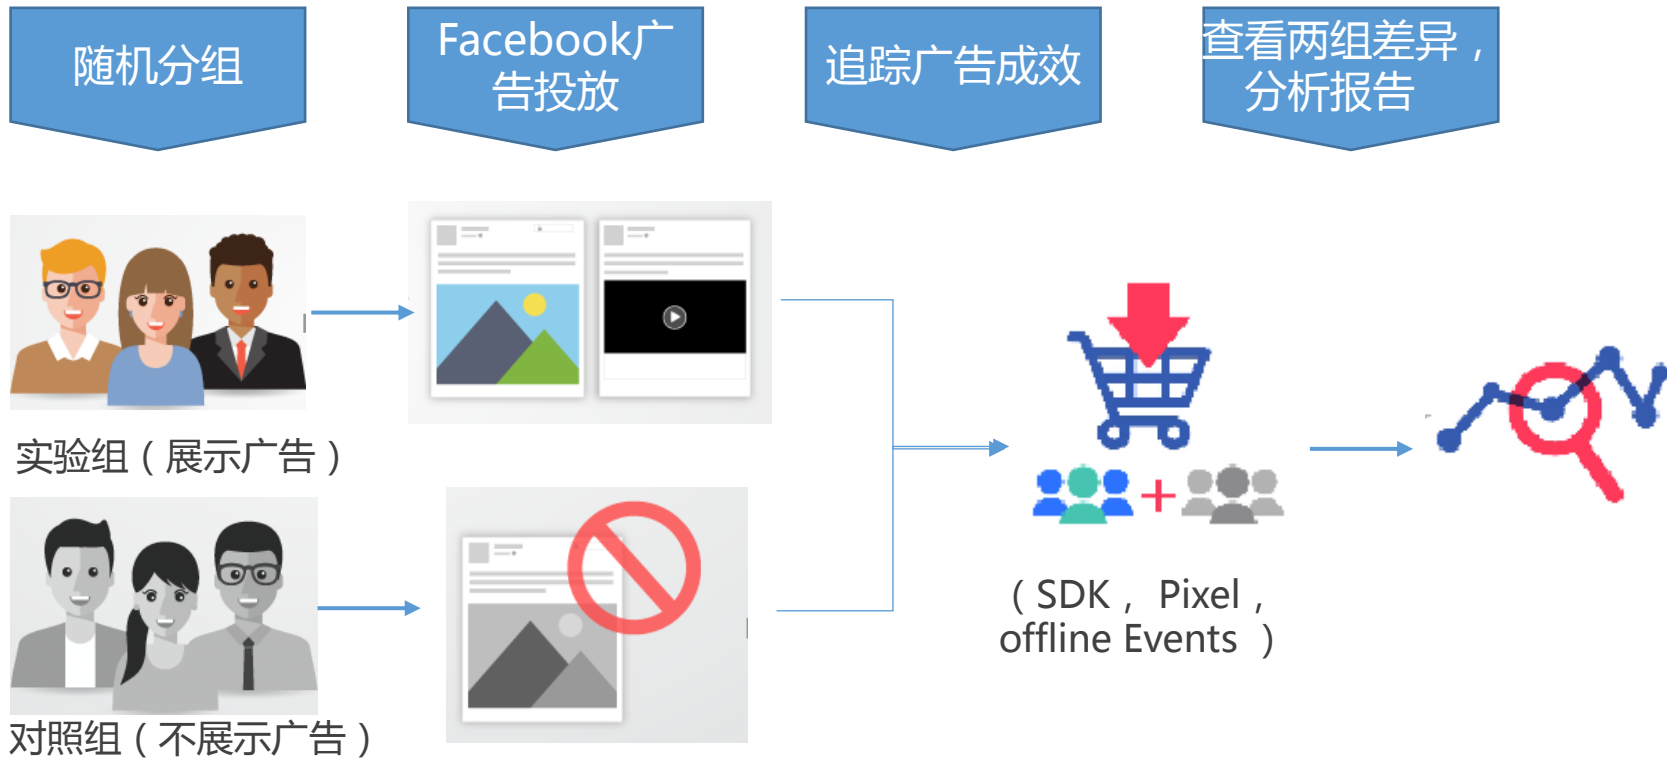 随机分组
Facebook广
告投放
追踪广告成效
查看两组差异，
分析报告
实验组（展示广告）
对照组（不展示广告）
（SDK，Pixel，
offline Events ）